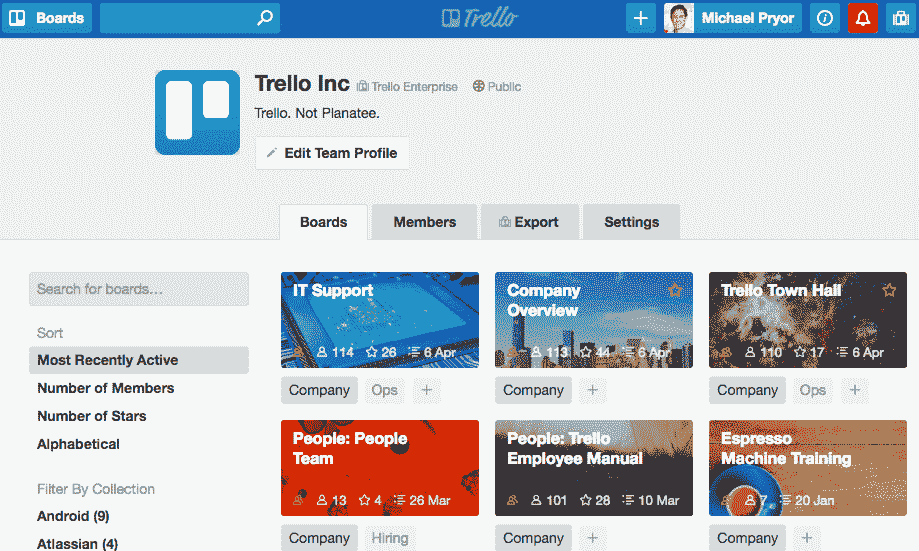 Boards
Trello
Michael Pryor
Trello Inc
Trello Enterprise
Public
Trello. Not Planatee.
Edit Team Profile
Boards
Members
Export
Settings
Search for boards...
Sort
Most Recently Active
Number of Members
Number of Stars
Alphabetical
Filter By Collection
Android (9)
Atlassian (4)
IT Support
114 26 6 Apr
Company Ops +
Company
Overview
113 44 6 Apr
Company +
Trello Town Hall
110 17 6 Apr
Company Ops +
People: People
Team
13 4 26 Mar
Company Hiring
People: Trello
Employee Manual
101 28 10 Mar
Company +
Espresso
Machine Training
7 20 Jan
Company +